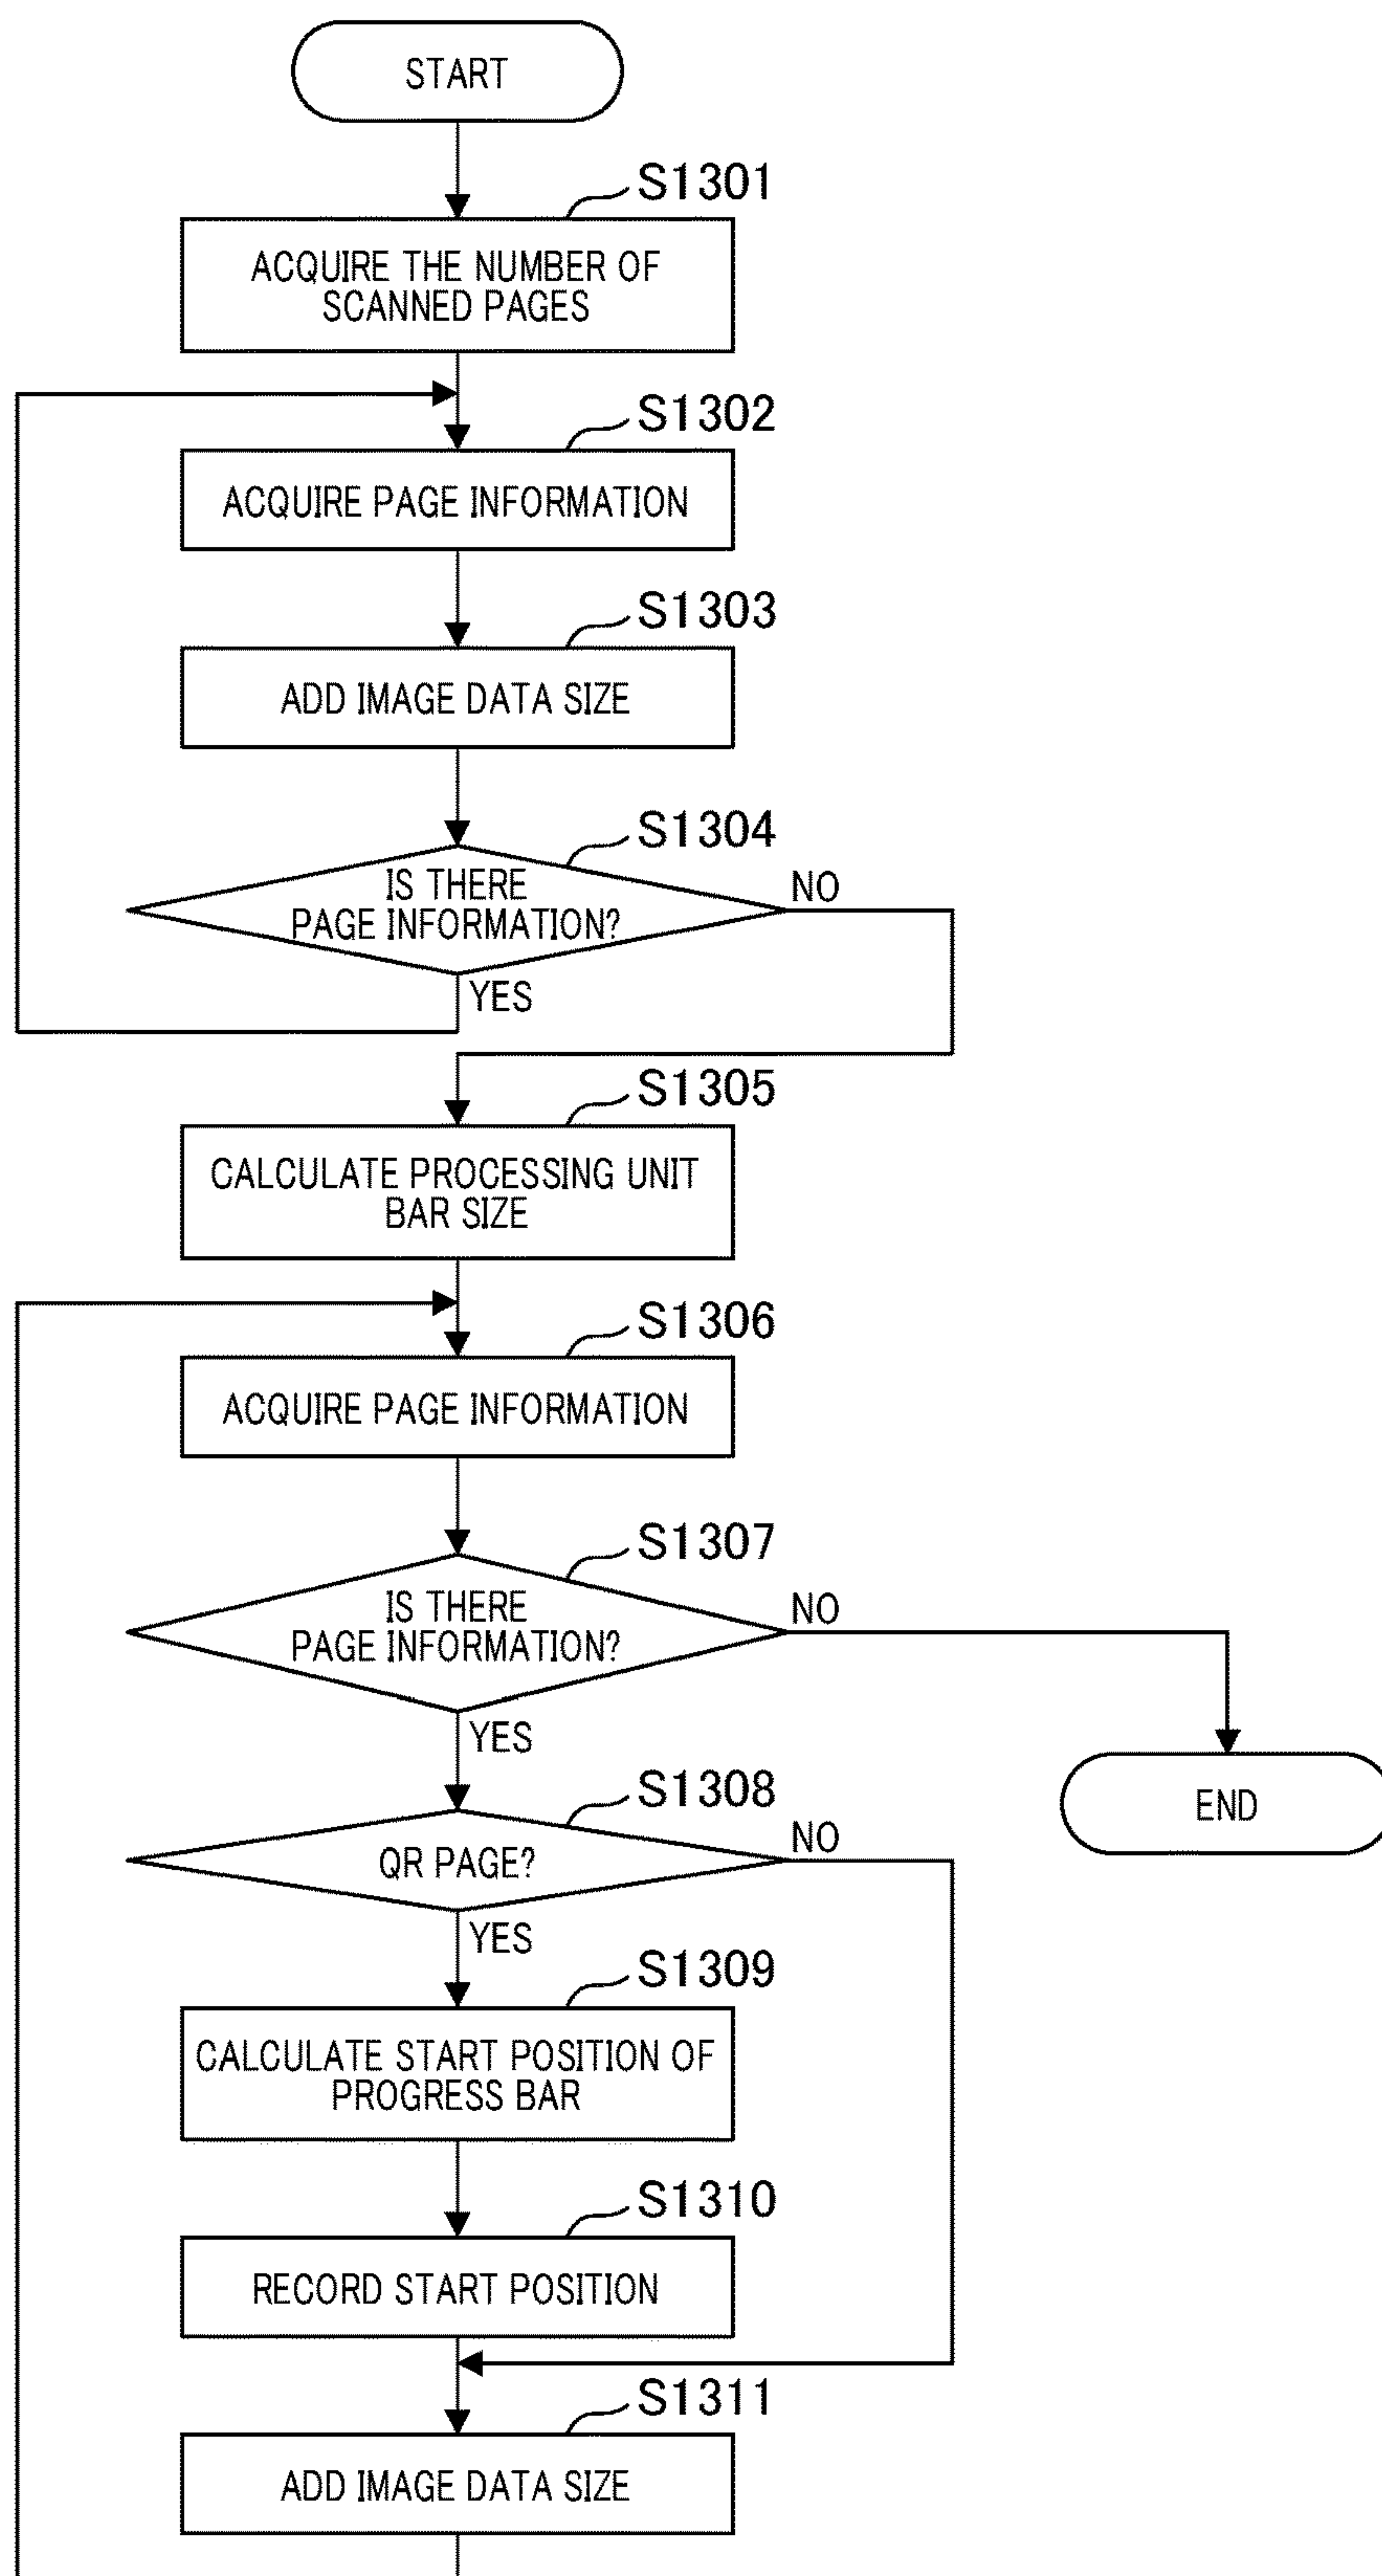 START
S1301
ACQUIRE THE NUMBER OF
SCANNED PAGES
S1302
ACQUIRE PAGE INFORMATION
S1303
ADD IMAGE DATA SIZE
S1304
IS THERE
PAGE INFORMATION?
NO
YES
S1305
CALCULATE PROCESSING UNIT
BAR SIZE
S1306
ACQUIRE PAGE INFORMATION
S1307
IS THERE
PAGE INFORMATION?
NO
YES
END
S1308
QR PAGE?
NO
YES
S1309
CALCULATE START POSITION OF
PROGRESS BAR
S1310
RECORD START POSITION
S1311
ADD IMAGE DATA SIZE